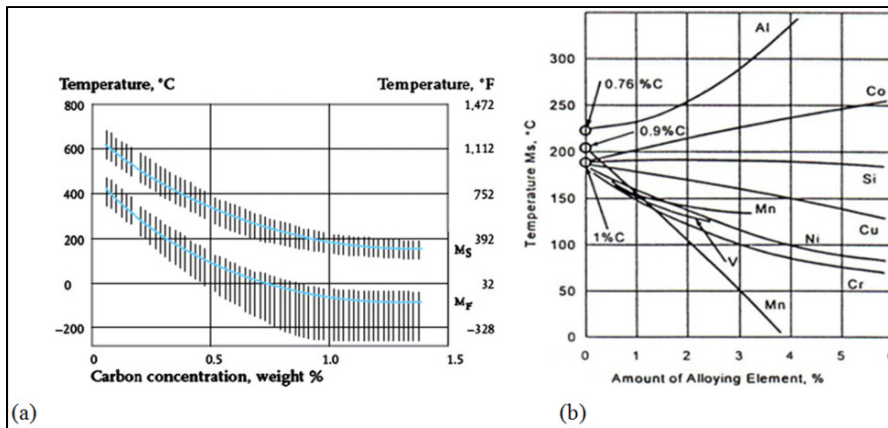 Temperature, °C
Temperature, °F
800
1,472
600
1,112
400
752
200
392
0
32
−200
−328
Ms
MF
0
0.5
1.0
1.5
Carbon concentration, weight %
(a)
Temperature Ms, °C
300
250
200
150
100
50
0
0.76 %C
0.9%C
1%C
Al
Co
Si
Cu
Mn
Ni
V
Cr
Mn
0
1
2
3
4
5
6
Amount of Alloying Element, %
(b)